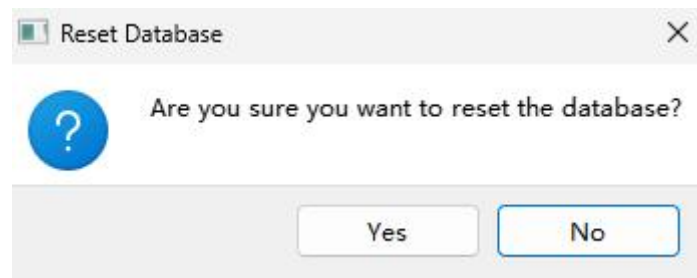 Reset Database
Are you sure you want to reset the database?
Yes
No